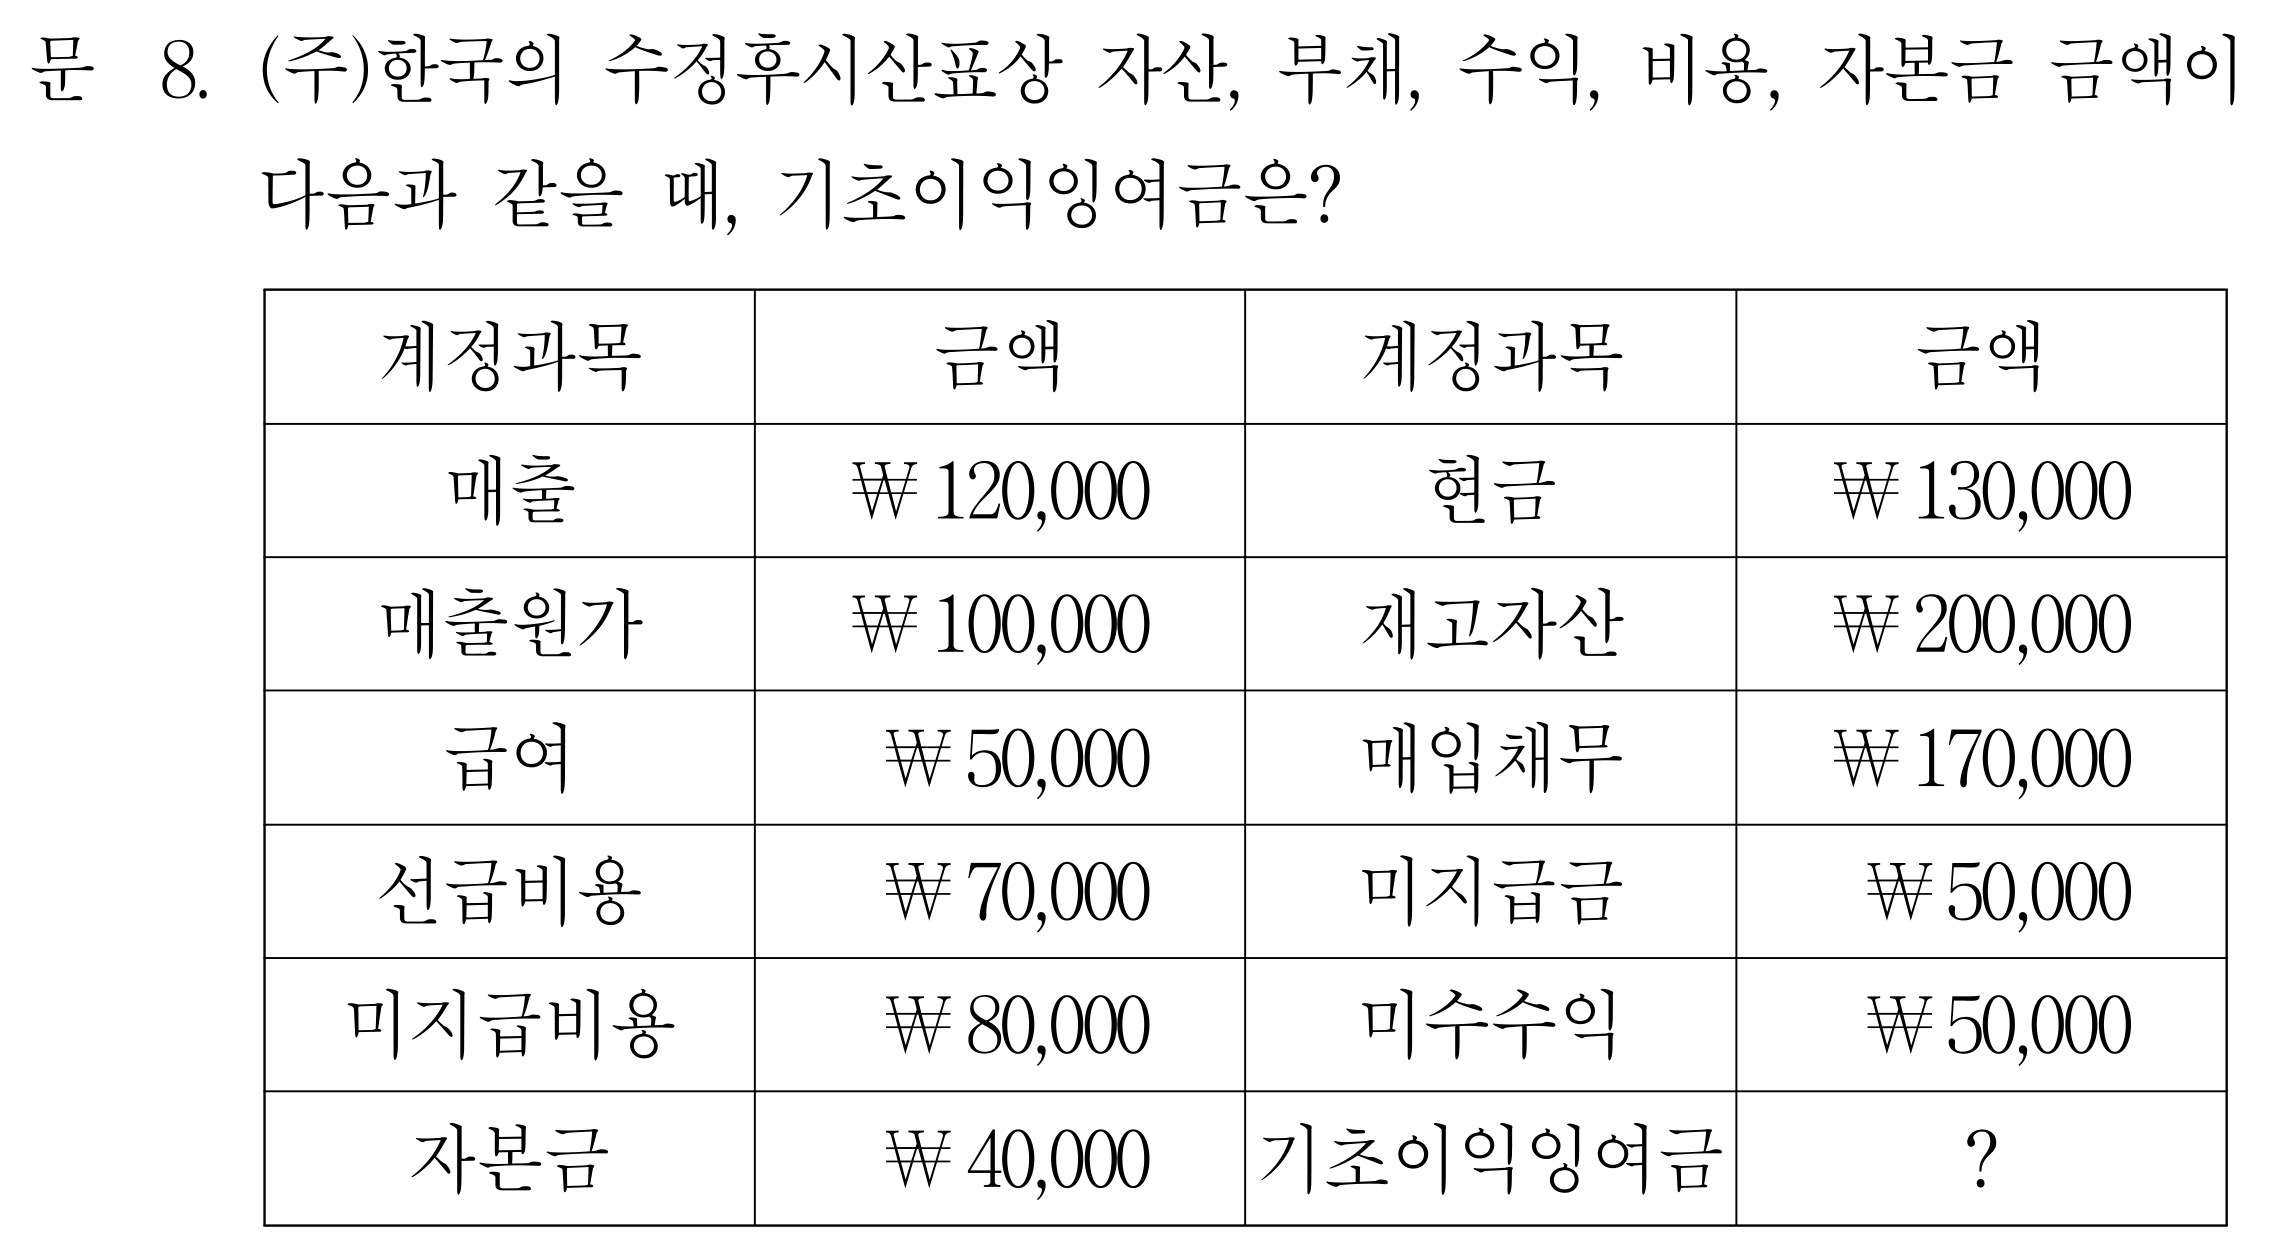 문 8. (주)한국의 수정후시산표상 자산, 부채, 수익, 비용, 자본금 금액이
다음과 같을 때, 기초이익잉여금은?
계정과목 금액 계정과목 금액
매출 ₩120,000 현금 ₩130,000
매출원가 ₩100,000 재고자산 ₩200,000
급여 ₩50,000 매입채무 ₩170,000
선급비용 ₩70,000 미지급금 ₩50,000
미지급비용 ₩80,000 미수수익 ₩50,000
자본금 ₩40,000 기초이익잉여금 ?